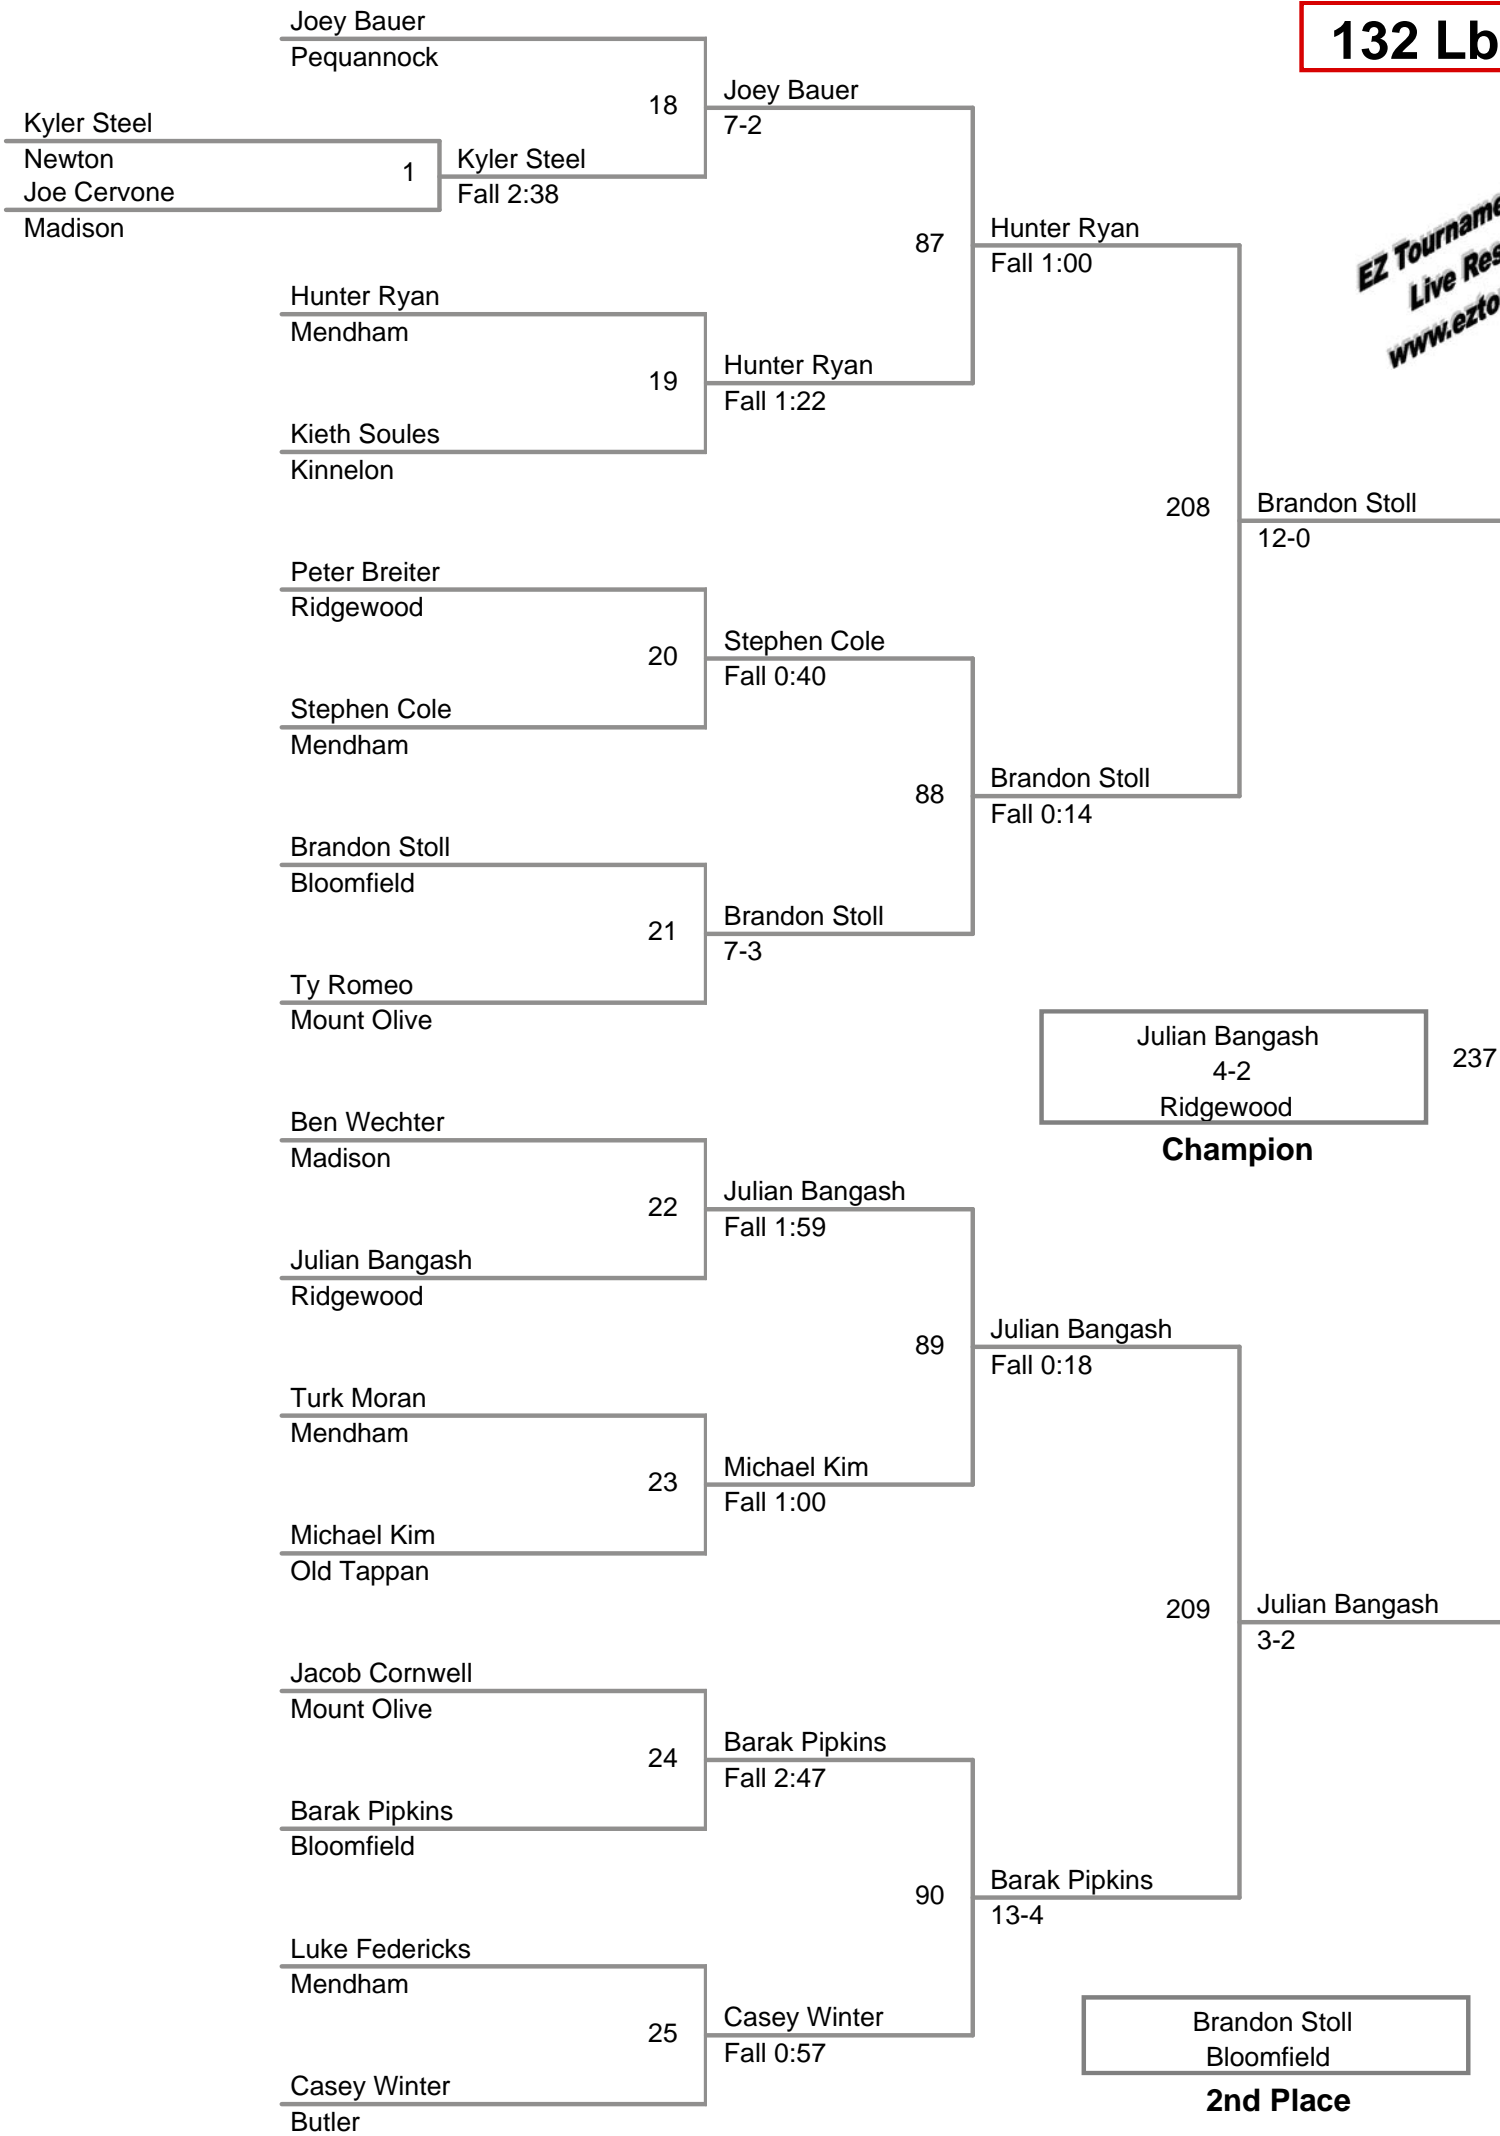 Joey Bauer
Pequannock
132 Lb
18
Joey Bauer
7-2
Kyler Steel
Newton
1
Kyler Steel
Fall 2:38
Joe Cervone
Madison
87
Hunter Ryan
Fall 1:00
EZ Tourname
Live Res
www.ezto
Hunter Ryan
Mendham
19
Hunter Ryan
Fall 1:22
Kieth Soules
Kinnelon
208
Brandon Stoll
12-0
Peter Breiter
Ridgewood
20
Stephen Cole
Fall 0:40
Stephen Cole
Mendham
88
Brandon Stoll
Fall 0:14
Brandon Stoll
Bloomfield
21
Brandon Stoll
7-3
Ty Romeo
Mount Olive
Julian Bangash
4-2
Ridgewood
237
Champion
Ben Wechter
Madison
22
Julian Bangash
Fall 1:59
Julian Bangash
Ridgewood
89
Julian Bangash
Fall 0:18
Turk Moran
Mendham
23
Michael Kim
Fall 1:00
Michael Kim
Old Tappan
209
Julian Bangash
3-2
Jacob Cornwell
Mount Olive
24
Barak Pipkins
Fall 2:47
Barak Pipkins
Bloomfield
90
Barak Pipkins
13-4
Luke Federicks
Mendham
25
Casey Winter
Fall 0:57
Casey Winter
Butler
Brandon Stoll
Bloomfield
2nd Place